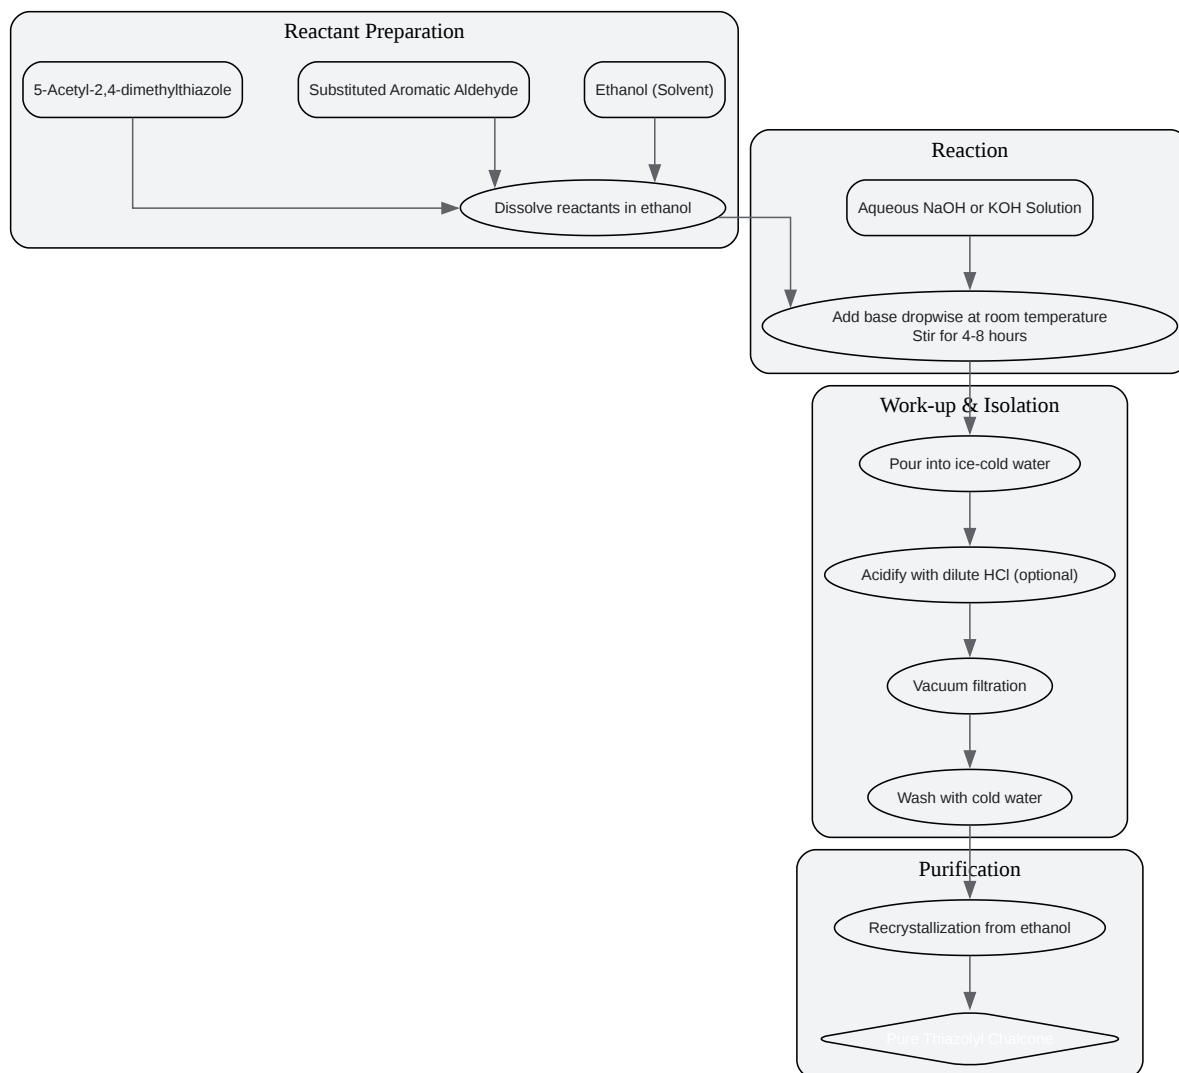 Reactant Preparation
5-Acetyl-2,4-dimethylthiazole
Substituted Aromatic Aldehyde
Ethanol (Solvent)
Dissolve reactants in ethanol
Reaction
Aqueous NaOH or KOH Solution
Add base dropwise at room temperature
Stir for 4-8 hours
Work-up & Isolation
Pour into ice-cold water
Acidify with dilute HCl (optional)
Vacuum filtration
Wash with cold water
Purification
Recrystallization from ethanol
Pure Thiazolyl Chalcone